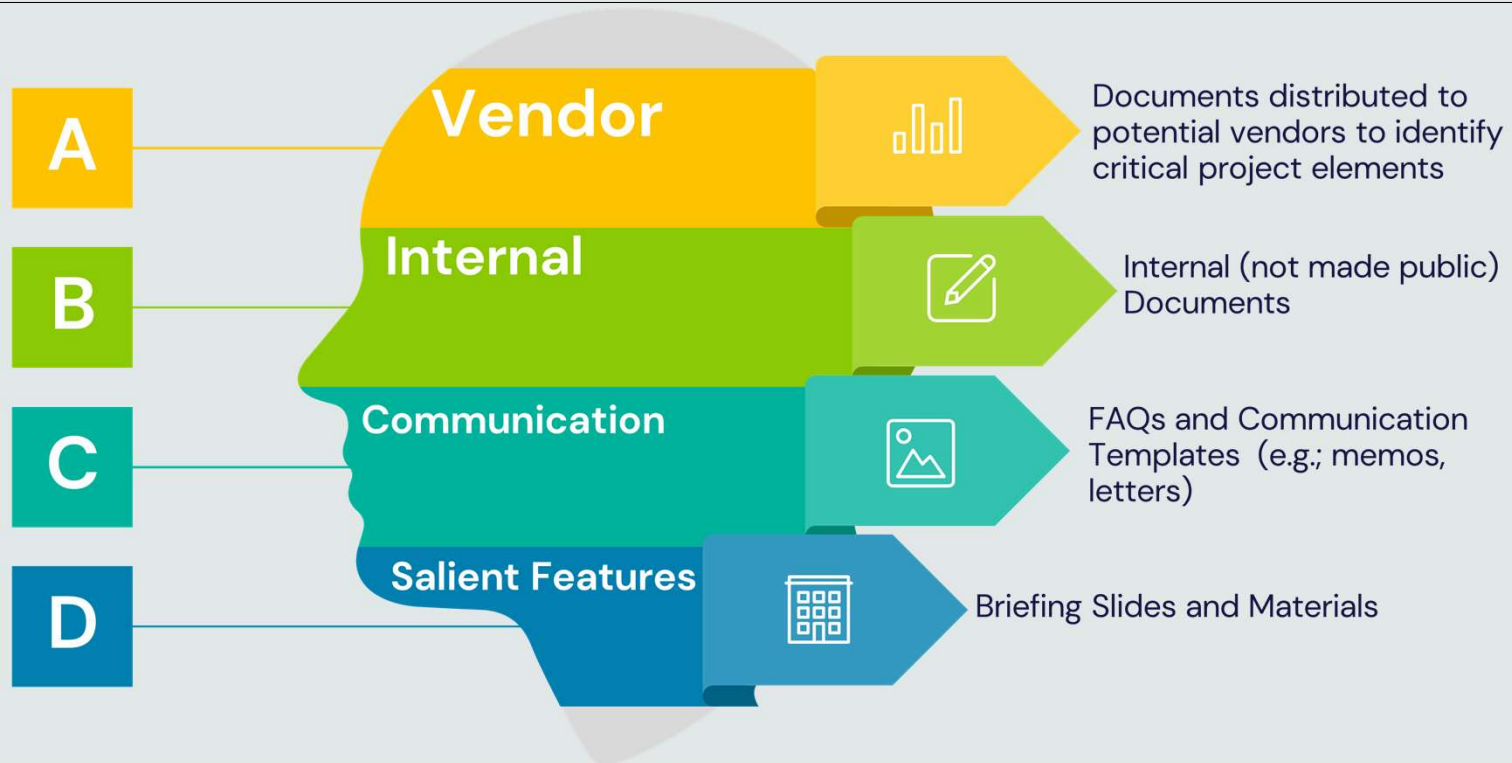 A
Vendor
Documents distributed to
potential vendors to identify
critical project elements
B
Internal
Internal (not made public)
Documents
C
Communication
FAQs and Communication
Templates  (e.g.; memos,
letters)
D
Salient Features
Briefing Slides and Materials